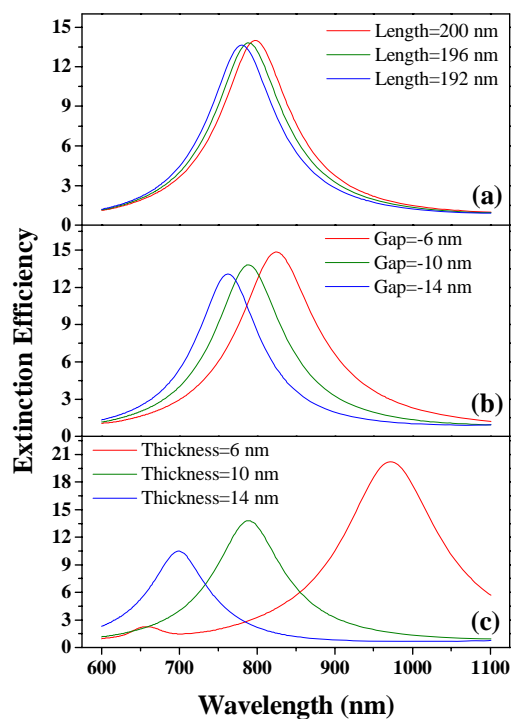 15
12
9
6
3
0
Length=200 nm
Length=196 nm
Length=192 nm
(a)
15
12
9
6
3
0
Gap=-6 nm
Gap=-10 nm
Gap=-14 nm
(b)
Extinction Efficiency
21
18
15
12
9
6
3
0
Thickness=6 nm
Thickness=10 nm
Thickness=14 nm
(c)
600 700 800 900 1000 1100
Wavelength (nm)